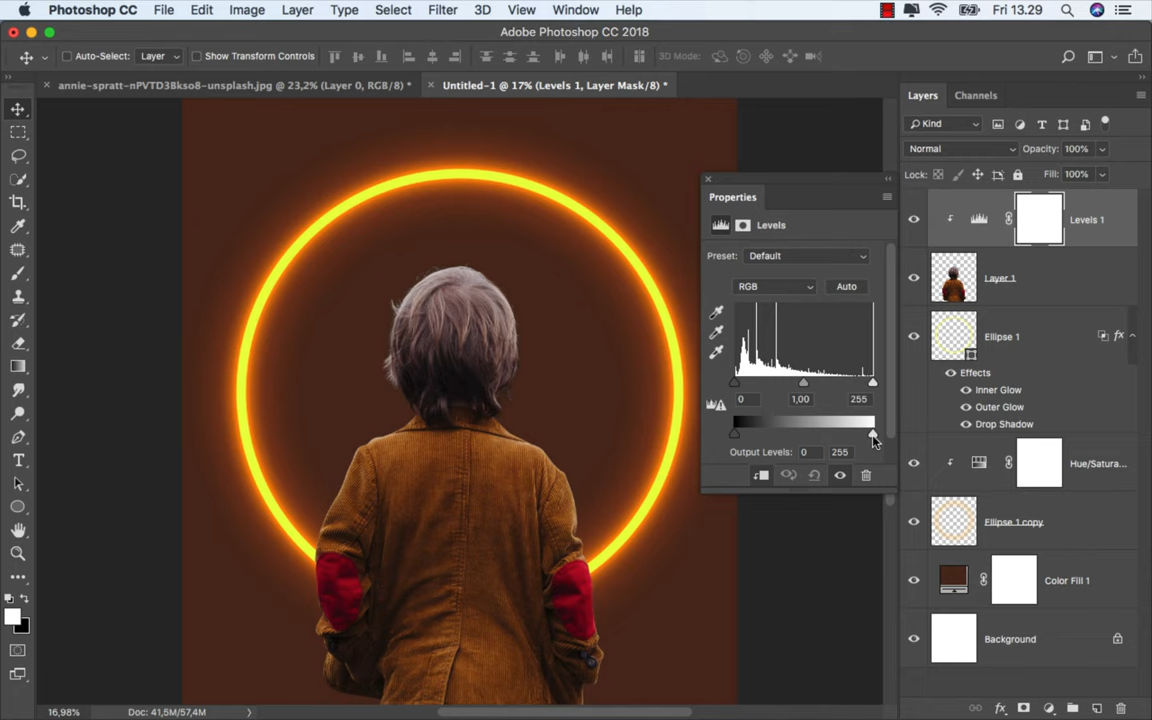 Photoshop CC File Edit Image Layer Type Select Filter 3D View Window Help Fri 13.29
Adobe Photoshop CC 2018
Auto-Select: Layer Show Transform Controls 3D Mode:
annie-spratt-nPVTD3Bkso8-unsplash.jpg @ 23,2% (Layer 0, RGB/8) * Untitled-1 @ 17% (Levels 1, Layer Mask/8) *
Layers Channels
Kind
Normal Opacity: 100%
Lock: Fill: 100%
Levels 1
Layer 1
Ellipse 1 fx
Effects
Inner Glow
Outer Glow
Drop Shadow
Hue/Satura...
Ellipse 1 copy
Color Fill 1
Background
fx
Properties
Levels
Preset: Default
RGB Auto
0 1,00 255
Output Levels: 0 255
T
16,98% Doc: 41,5M/57,4M